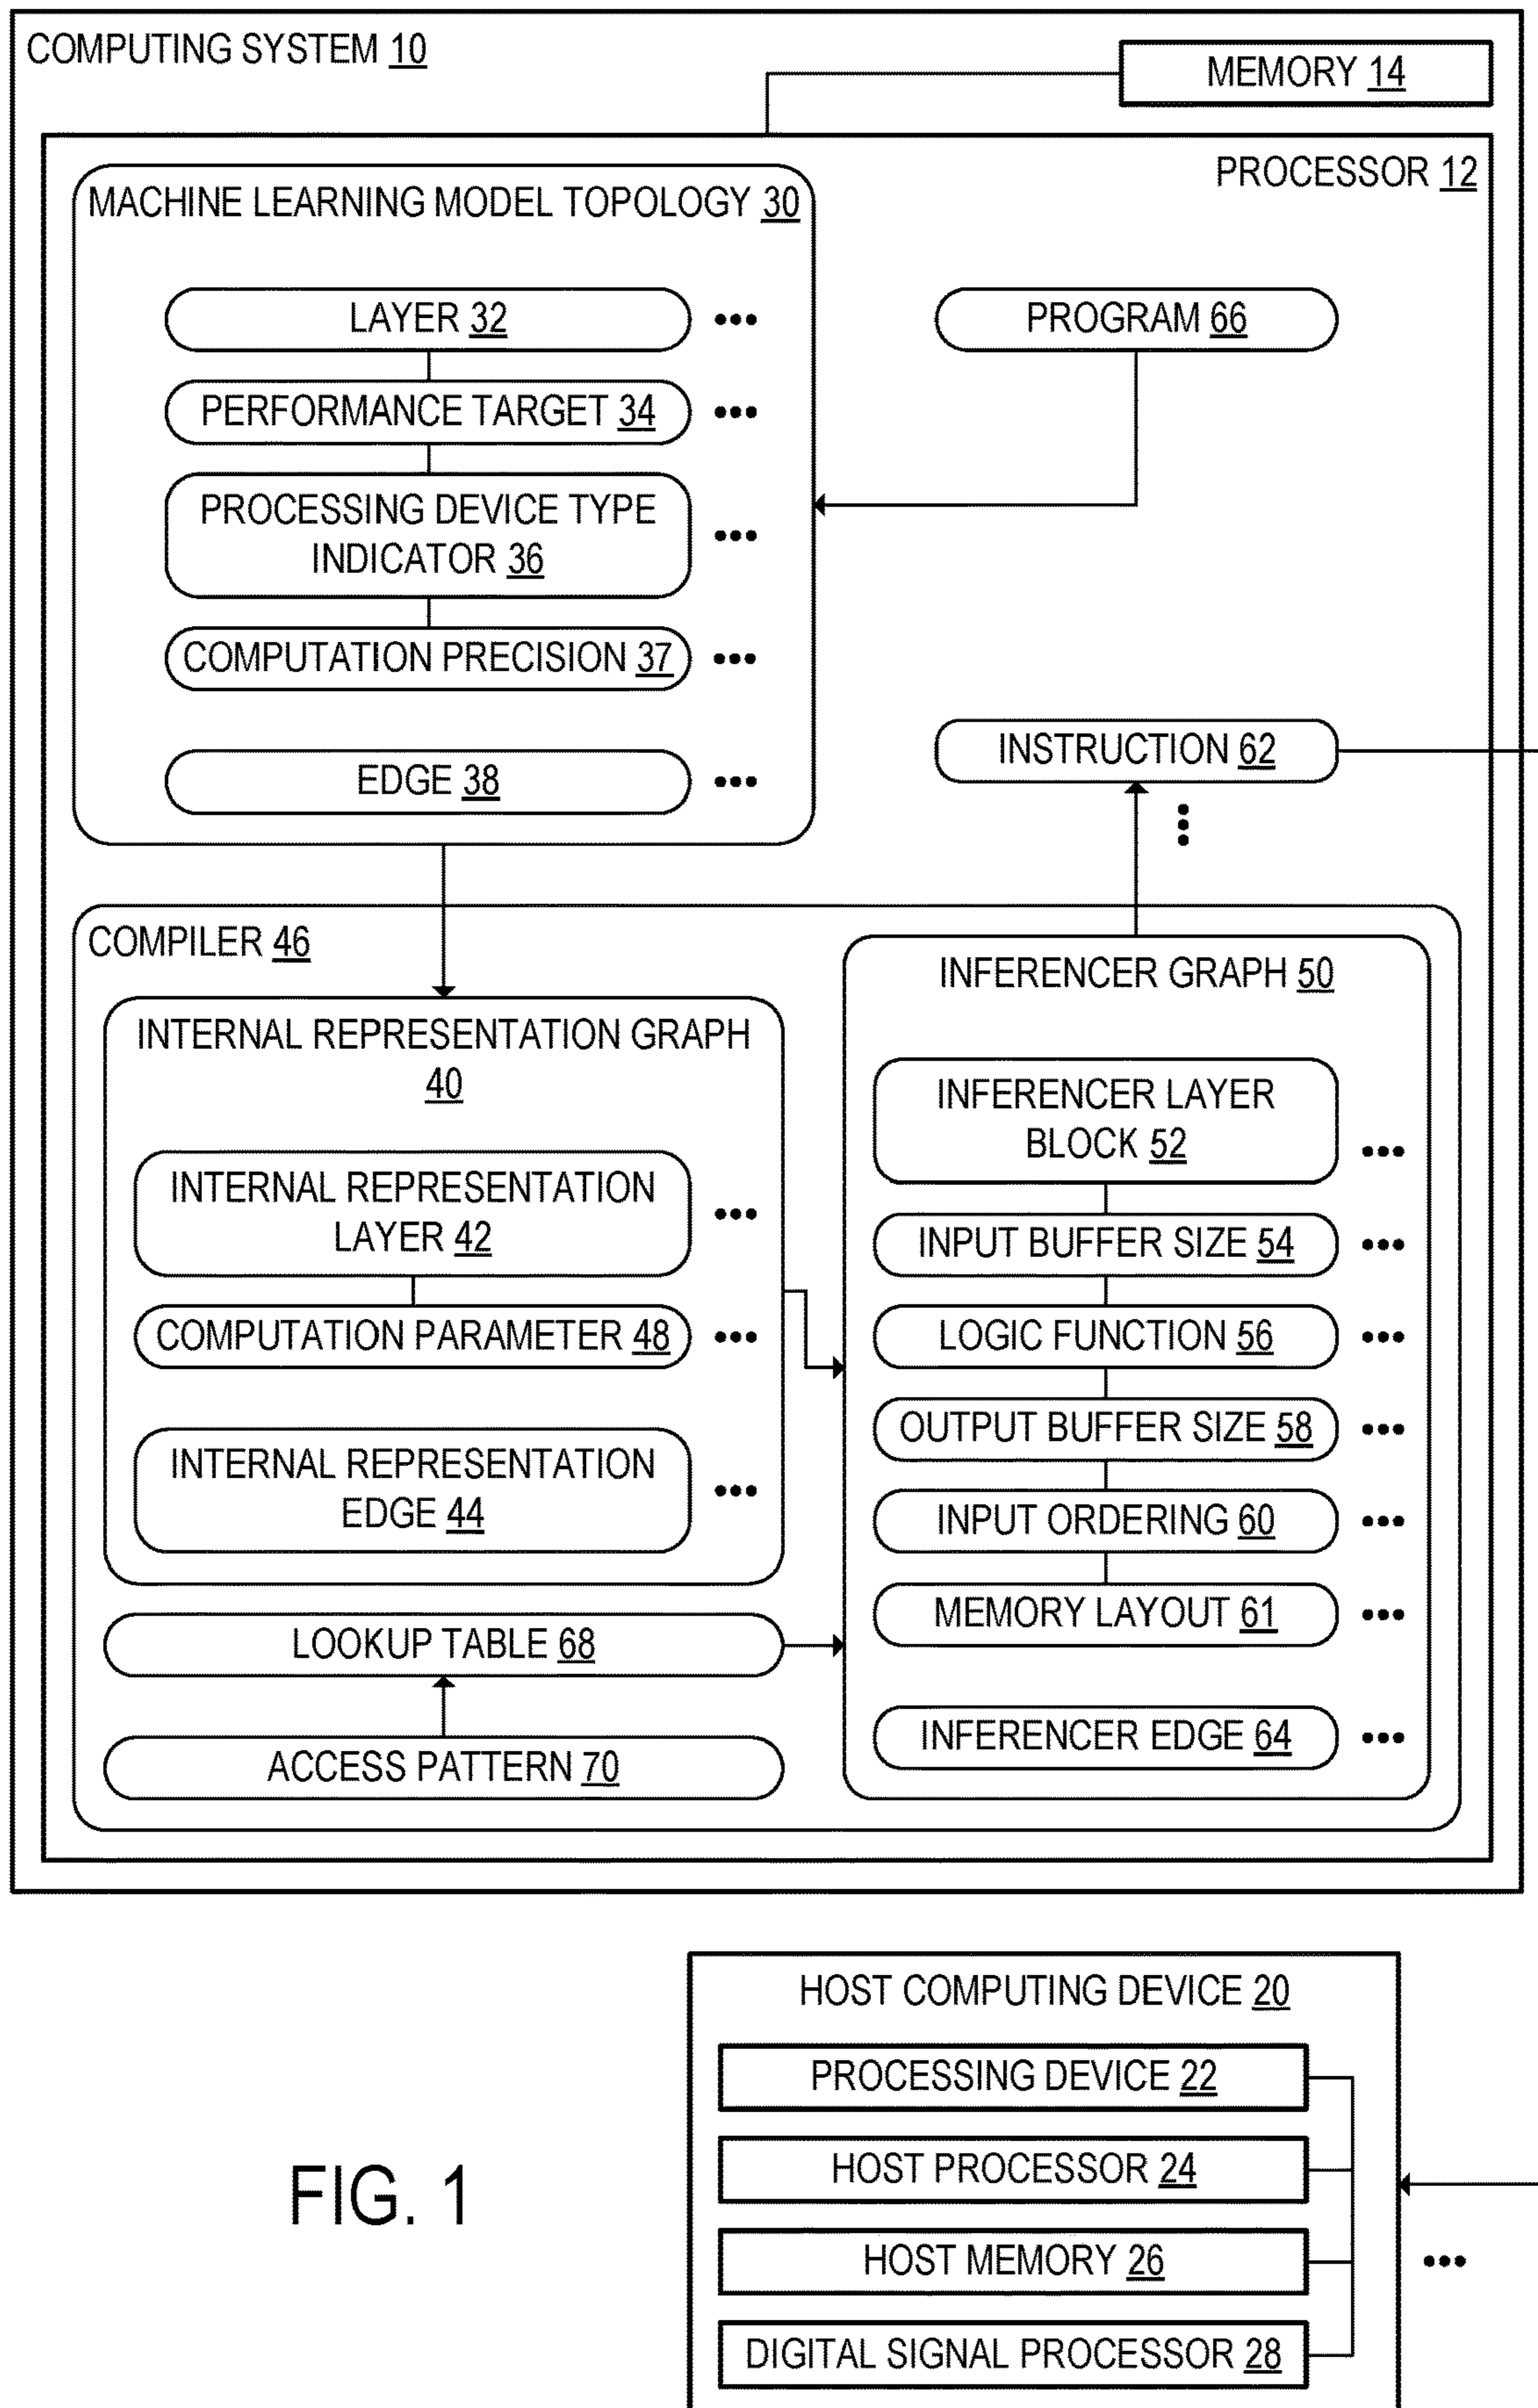 COMPUTING SYSTEM 10
MEMORY 14
PROCESSOR 12
MACHINE LEARNING MODEL TOPOLOGY 30
LAYER 32
PERFORMANCE TARGET 34
PROCESSING DEVICE TYPE
INDICATOR 36
COMPUTATION PRECISION 37
EDGE 38
PROGRAM 66
INSTRUCTION 62
COMPILER 46
INTERNAL REPRESENTATION GRAPH
40
INTERNAL REPRESENTATION
LAYER 42
COMPUTATION PARAMETER 48
INTERNAL REPRESENTATION
EDGE 44
LOOKUP TABLE 68
ACCESS PATTERN 70
INFERENCER GRAPH 50
INFERENCER LAYER
BLOCK 52
INPUT BUFFER SIZE 54
LOGIC FUNCTION 56
OUTPUT BUFFER SIZE 58
INPUT ORDERING 60
MEMORY LAYOUT 61
INFERENCER EDGE 64
HOST COMPUTING DEVICE 20
PROCESSING DEVICE 22
HOST PROCESSOR 24
HOST MEMORY 26
DIGITAL SIGNAL PROCESSOR 28
FIG. 1